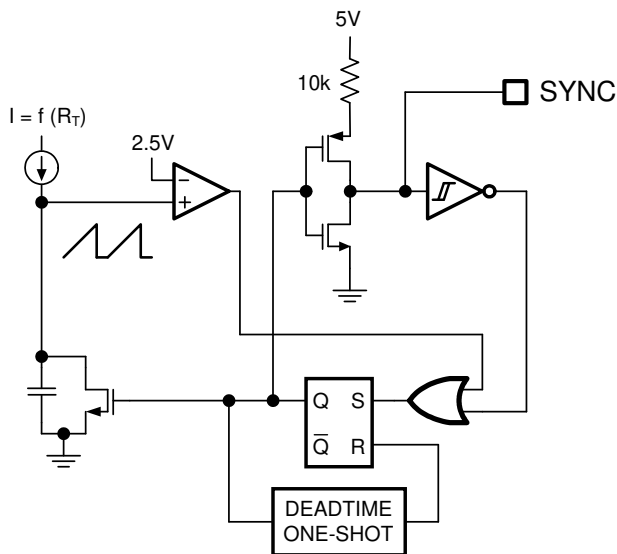 5V
10k
SYNC
I = f (R_T)
2.5V
−
+
Q S
Q̅ R
DEADTIME
ONE-SHOT